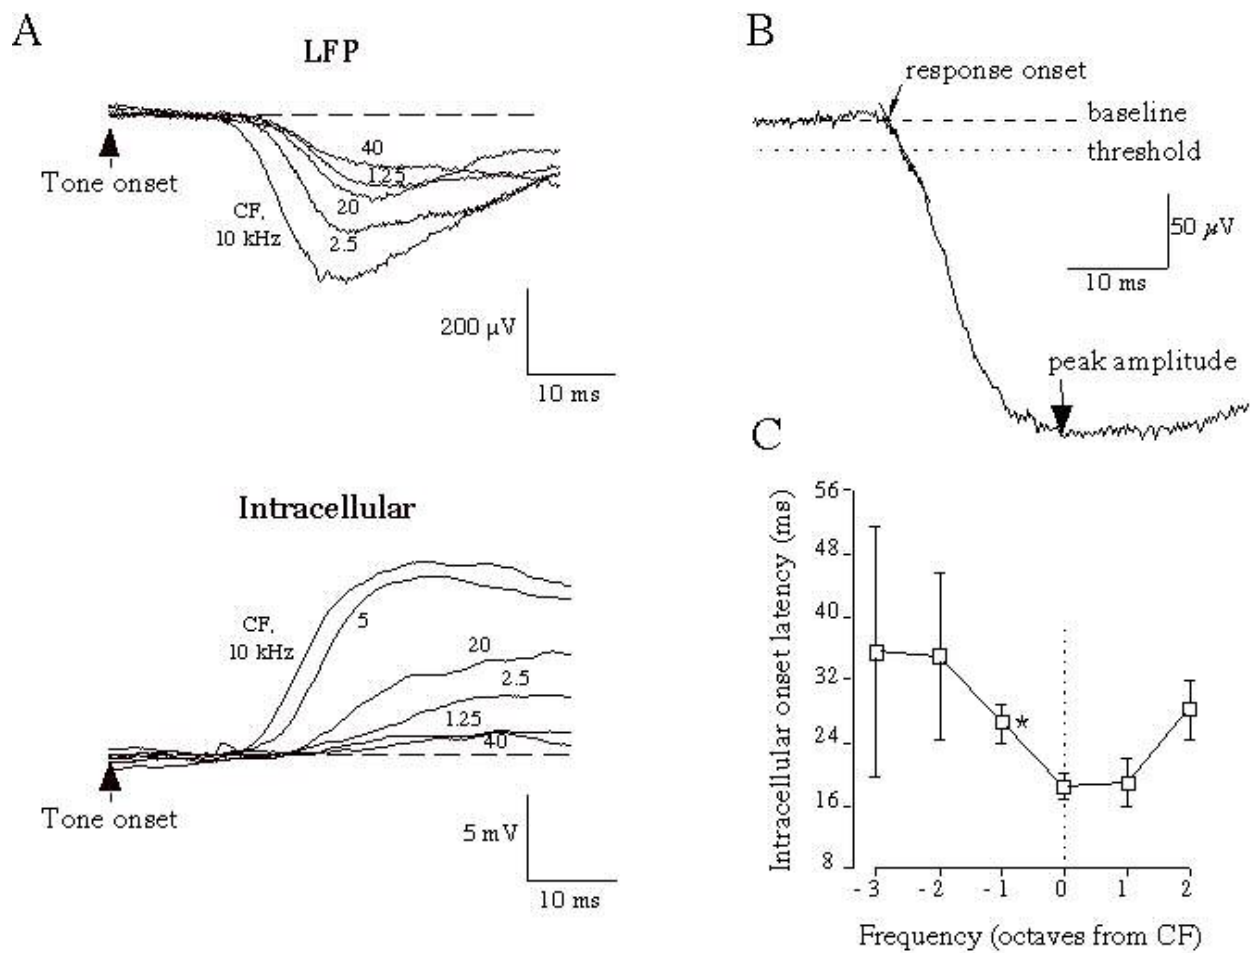 A
LFP
Tone onset
CF,
10 kHz
40
1.25
20
2.5
200 μV
10 ms
B
response onset
baseline
threshold
50 μV
10 ms
peak amplitude
Intracellular
CF,
10 kHz
5
20
2.5
1.25
40
Tone onset
5 mV
10 ms
C
Intracellular onset latency (ms)
56
48
40
32
24
16
8
*
-3 -2 -1 0 1 2
Frequency (octaves from CF)